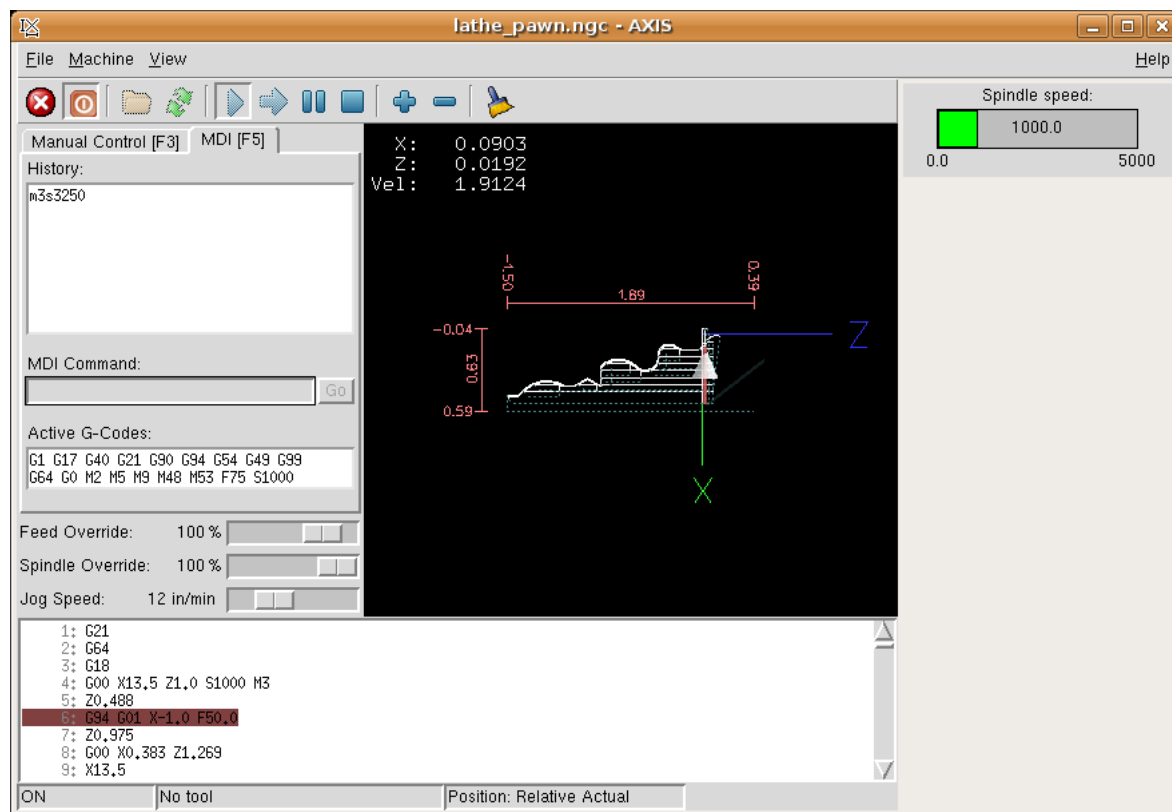 lathe_pawn.ngc - AXIS
File Machine View Help
Manual Control [F3] MDI [F5]
History:
m3s3250
MDI Command:
Go
Active G-Codes:
G1 G17 G40 G21 G90 G94 G54 G49 G99
G64 G0 M2 M5 M9 M48 M53 F75 S1000
Feed Override: 100 %
Spindle Override: 100 %
Jog Speed: 12 in/min
X: 0.0903
Z: 0.0192
Vel: 1.9124
-1.50
0.39
1.89
-0.04
0.63
0.59
Z
X
Spindle speed:
1000.0
0.0 5000
1: G21
2: G64
3: G18
4: G00 X13.5 Z1.0 S1000 M3
5: Z0.488
6: G94 G01 X-1.0 F50.0
7: Z0.975
8: G00 X0.383 Z1.269
9: X13.5
ON No tool Position: Relative Actual